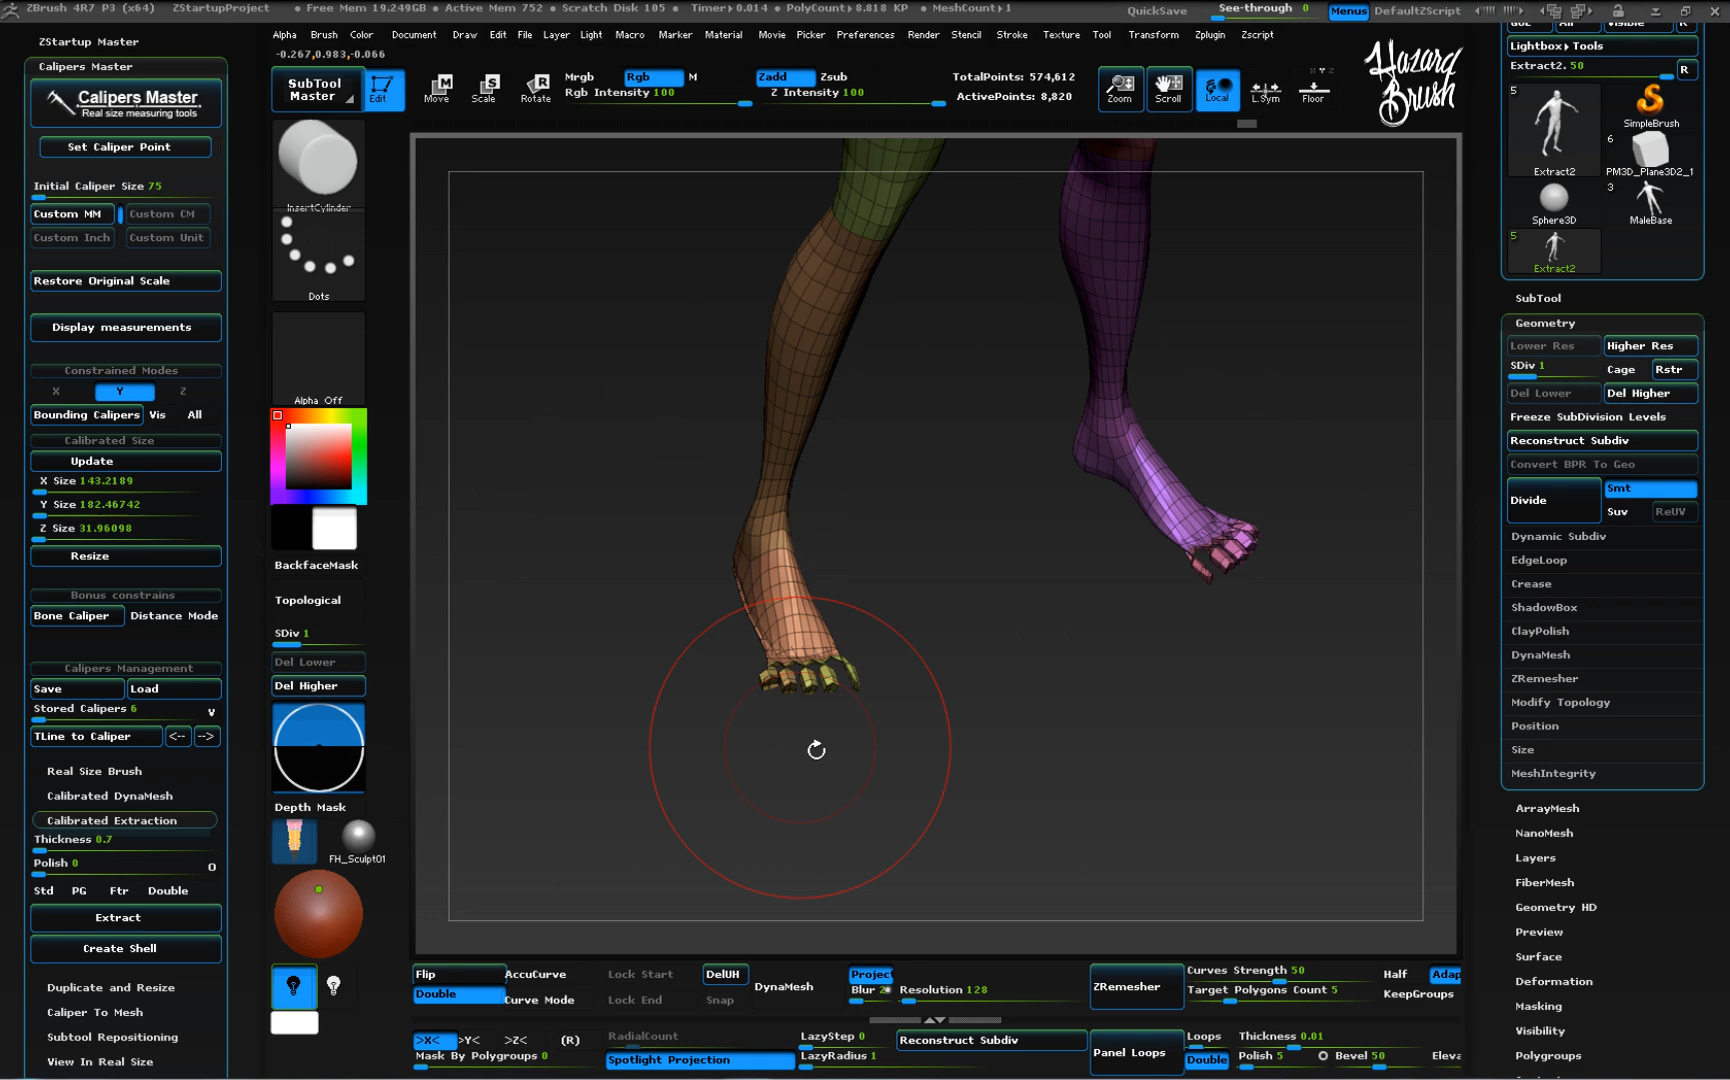 ZBrush 4R7 P3 (x64) ZStartupProject • Free Mem 19.249GB • Active Mem 752 • Scratch Disk 105 • Timer▸0.014 • PolyCount▸8.818 KP • MeshCount▸1 QuickSave See-through 0 Menus DefaultZScript
ZStartup Master
Alpha Brush Color Document Draw Edit File Layer Light Macro Marker Material Movie Picker Preferences Render Stencil Stroke Texture Tool Transform Zplugin Zscript
-0.267,0.983,-0.066
Calipers Master
Calipers Master
Real size measuring tools
Set Caliper Point
Initial Caliper Size 75
Custom MM Custom CM
Custom Inch Custom Unit
Restore Original Scale
Display measurements
Constrained Modes
X Y Z
Bounding Calipers Vis All
Calibrated Size
Update
X Size 143.2189
Y Size 182.46742
Z Size 31.96098
Resize
Bonus constrains
Bone Caliper Distance Mode
Calipers Management
Save Load
Stored Calipers 6 V
TLine to Caliper <-- -->
Real Size Brush
Calibrated DynaMesh
Calibrated Extraction
Thickness 0.7
Polish 0
Std PG Ftr Double
Extract
Create Shell
Duplicate and Resize
Caliper To Mesh
Subtool Repositioning
View In Real Size
SubTool Master
Edit
M Move
S Scale
R Rotate
Mrgb Rgb M
Rgb Intensity 100
Zadd Zsub
Z Intensity 100
TotalPoints: 574,612
ActivePoints: 8,820
Zoom Scroll Local L.Sym Floor
X Y Z
Hazard Brush
InsertCylinder
Dots
Alpha Off
BackfaceMask
Topological
SDiv 1
Del Lower
Del Higher
Depth Mask
FH_Sculpt01
Flip AccuCurve Lock Start DelUH
Double Curve Mode Lock End Snap
DynaMesh
Project
Blur 2
Resolution 128
ZRemesher
Curves Strength 50
Target Polygons Count 5
Half Adap
KeepGroups
>X< >Y< >Z< (R) RadialCount
Mask By Polygroups 0 Spotlight Projection
LazyStep 0
LazyRadius 1
Reconstruct Subdiv
Panel Loops
Loops Thickness 0.01
Double Polish 5 Bevel 50 Eleva
Lightbox▸Tools
Extract2. 50 R
5
Extract2
SimpleBrush
6
PM3D_Plane3D2_1
Sphere3D
3
MaleBase
5
Extract2
SubTool
Geometry
Lower Res Higher Res
SDiv 1 Cage Rstr
Del Lower Del Higher
Freeze SubDivision Levels
Reconstruct Subdiv
Convert BPR To Geo
Divide
Smt
Suv ReUV
Dynamic Subdiv
EdgeLoop
Crease
ShadowBox
ClayPolish
DynaMesh
ZRemesher
Modify Topology
Position
Size
MeshIntegrity
ArrayMesh
NanoMesh
Layers
FiberMesh
Geometry HD
Preview
Surface
Deformation
Masking
Visibility
Polygroups